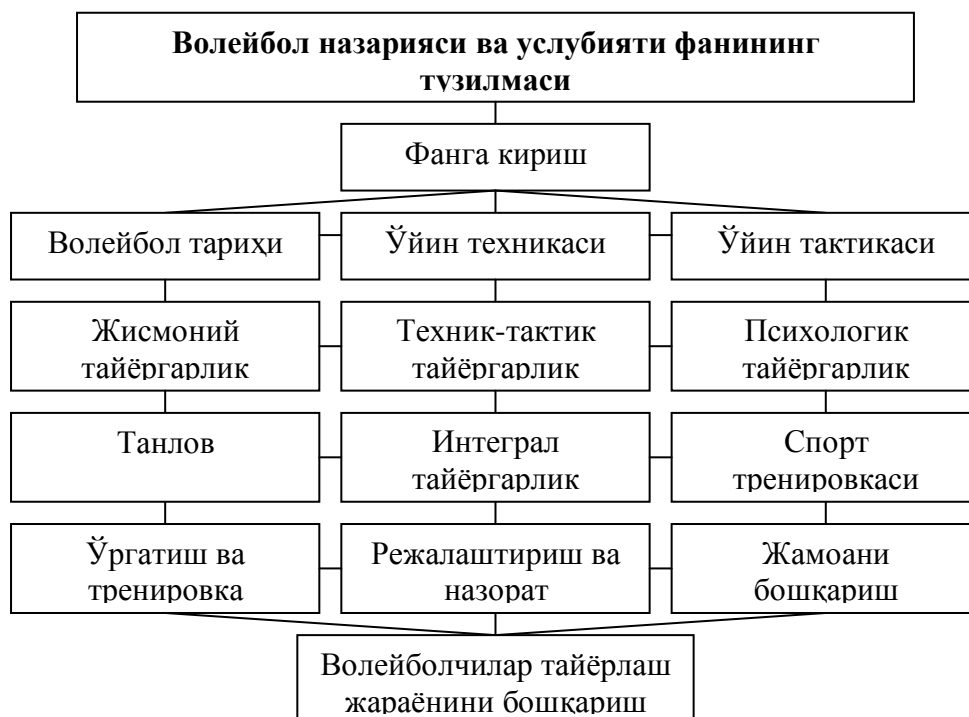 Волейбол назарияси ва услубияти фанининг
тузилмаси
Фанга кириш
Волейбол тарихи
Ўйин техникаси
Ўйин тактикаси
Жисмоний
тайёргарлик
Техник-тактик
тайёргарлик
Психологик
тайёргарлик
Танлов
Интеграл
тайёргарлик
Спорт
тренировкаси
Ўргатиш ва
тренировка
Режалаштириш ва
назорат
Жамоани
бошқариш
Волейболчилар тайёрлаш
жараёнини бошқариш